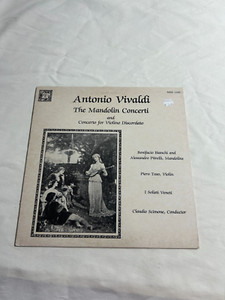 Antonio Vivaldi
The Mandolin Concerti
and
Concerto for Violino Discordato
Bonifacio Bianchi and
Alessandro Pitrelli, Mandolins
Piero Toso, Violin
I Solisti Veneti
Claudio Scimone, Conductor